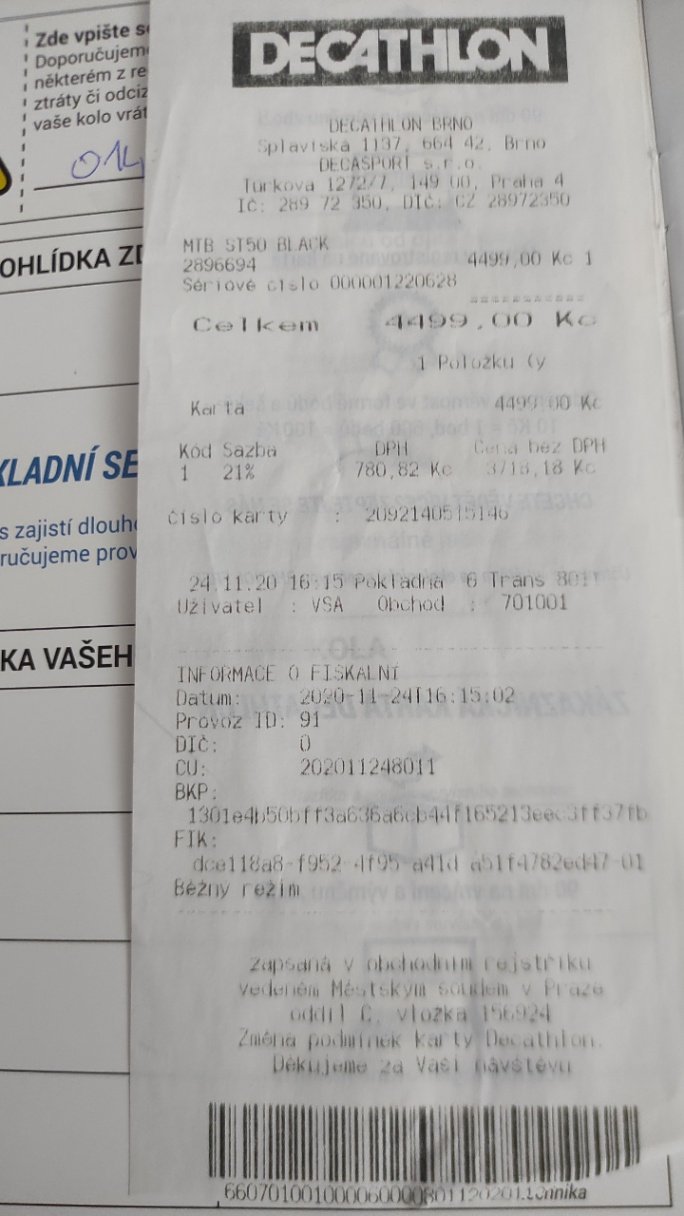 Zde vpište
Doporučujem
některém z re
ztráty či odciz
vaše kolo vrát
014
OHLÍDKA
KLADNÍ SE
s zajistí dlouh
ručujeme prov
KA VAŠEH
DECATHLON
DECATHLON BRNO
Splaviska 1137, 664 42, Brno
DECASPORT s.r.o.
Türkova 1272/7, 149 00, Praha 4
IČ: 289 72 350, DIČ: CZ 28972350
MTB ST50 BLACK
2896694 4499,00 Kc 1
Sériové číslo 000001220628
Celkem 4499,00 Kc
1 Položku (y
Karta 4499,00 Kc
Kód Sazba DPH Cena bez DPH
1 21% 780,82 Kc 3718,18 Kc
číslo karty : 2092140515146
24.11.20 16:15 Pokladna 6 Trans 8011
Uživatel : VSA Obchod : 701001
INFORMACE O FISKALNÍ
Datum: 2020-11-24T16:15:02
Provoz ID: 91
DIČ: 0
CU: 202011248011
BKP:
1301e4b50bff3a636a6cb44f165213eec3ff37fb
FIK:
dce118a8-f952-4f95-a41d a51f4782ed47-01
Běžný režim
Zapsaná v obchodním rejstříku
vedeném Městským soudem v Praze
oddíl C, vložka 156924
Změna podmínek karty Decathlon.
Děkujeme za Vaši návštěvu